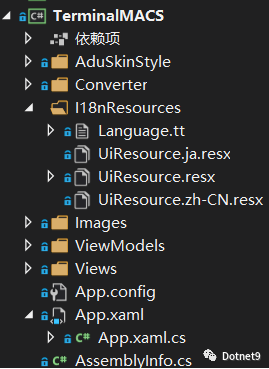 C# TerminalMACS
依赖项
AduSkinStyle
Converter
I18nResources
Language.tt
UiResource.ja.resx
UiResource.resx
UiResource.zh-CN.resx
Images
ViewModels
Views
App.config
App.xaml
C# App.xaml.cs
C# AssemblyInfo.cs
Dotnet9